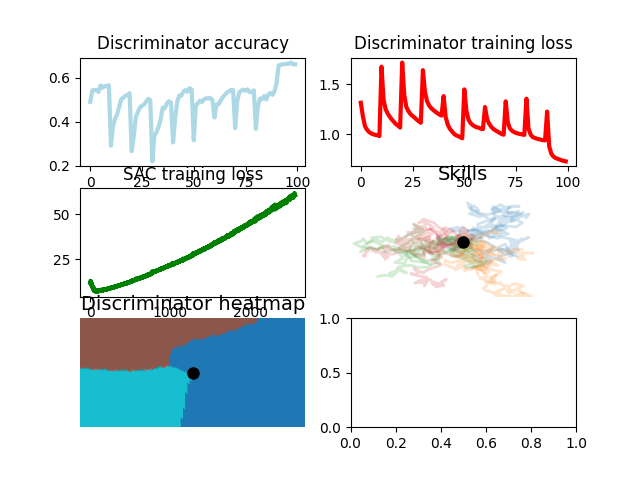 Discriminator accuracy
0.6
0.4
0.2
0 25 50 75 100
Discriminator training loss
1.5
1.0
0 25 50 75 100
SAC training loss
50
25
0 1000 2000
Skills
Discriminator heatmap
1.0
0.5
0.0
0.0 0.2 0.4 0.6 0.8 1.0